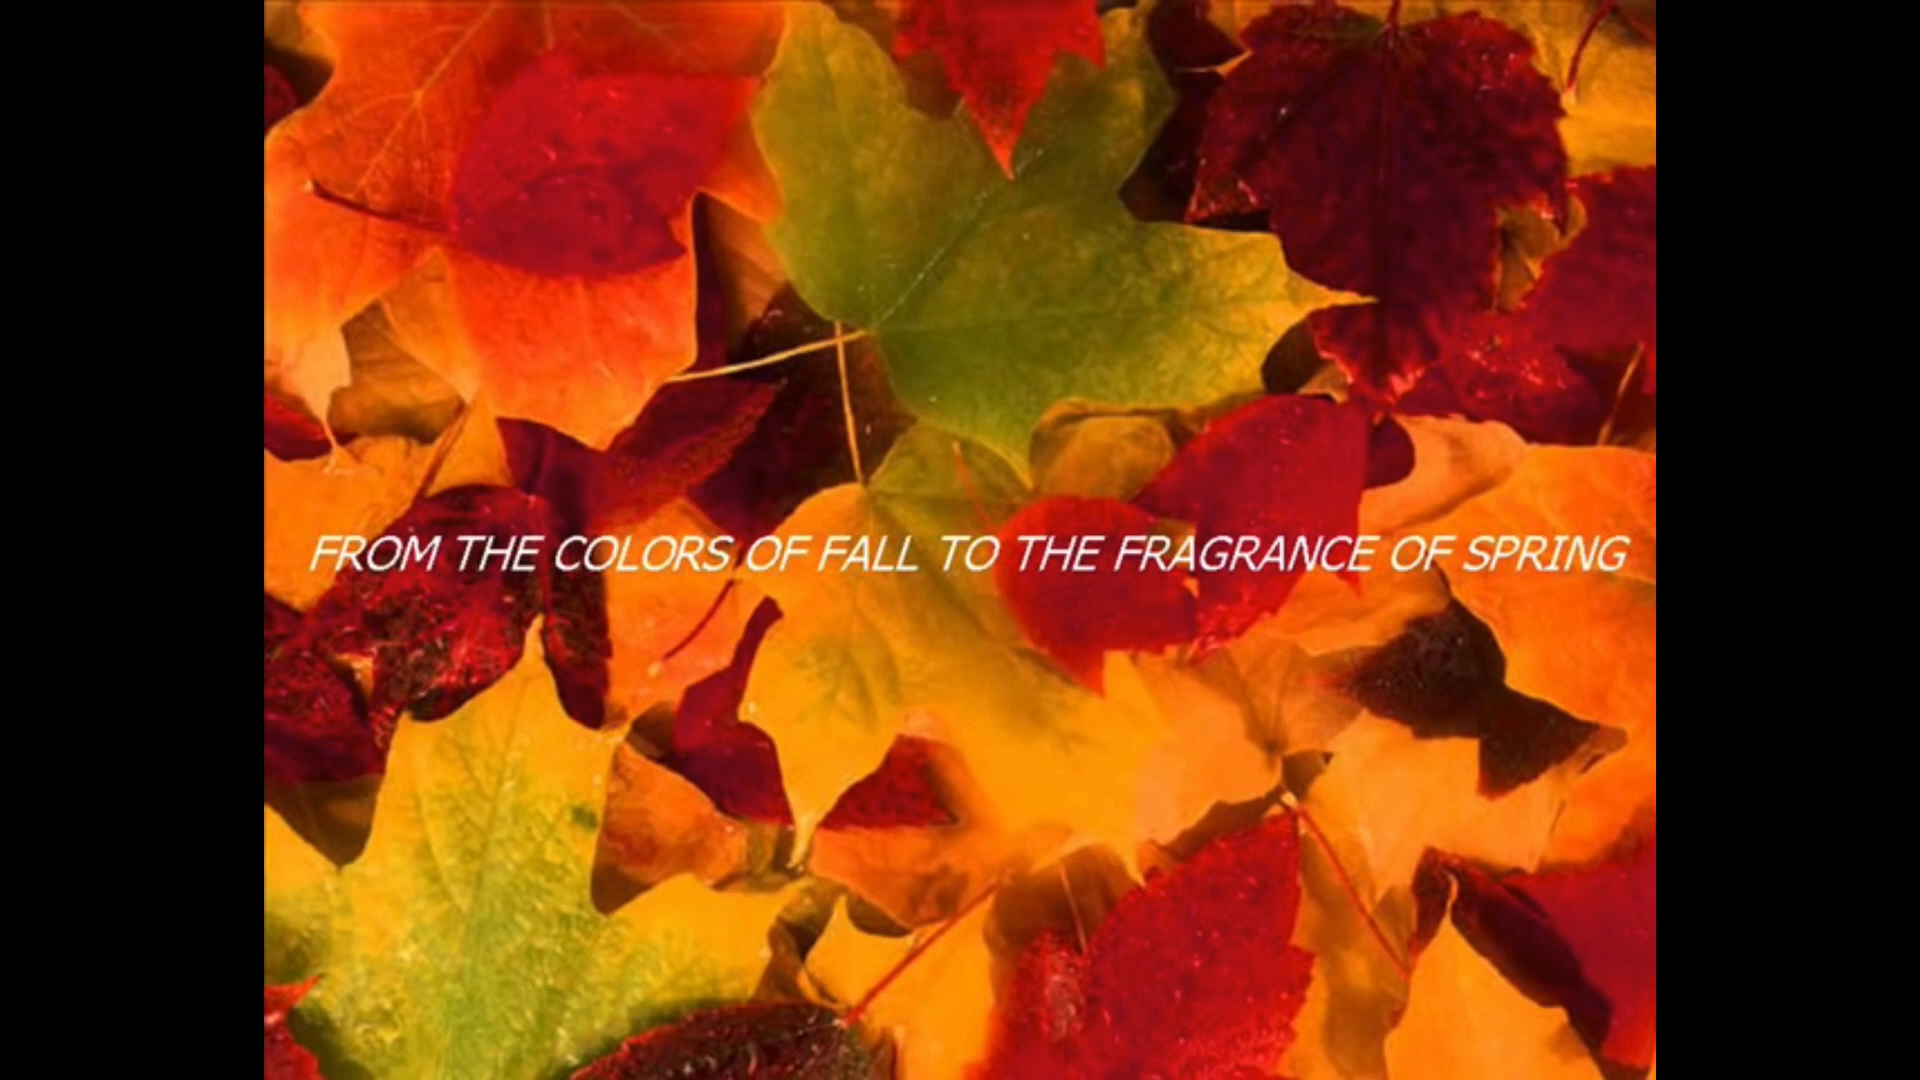 FROM THE COLORS OF FALL TO THE FRAGRANCE OF SPRING